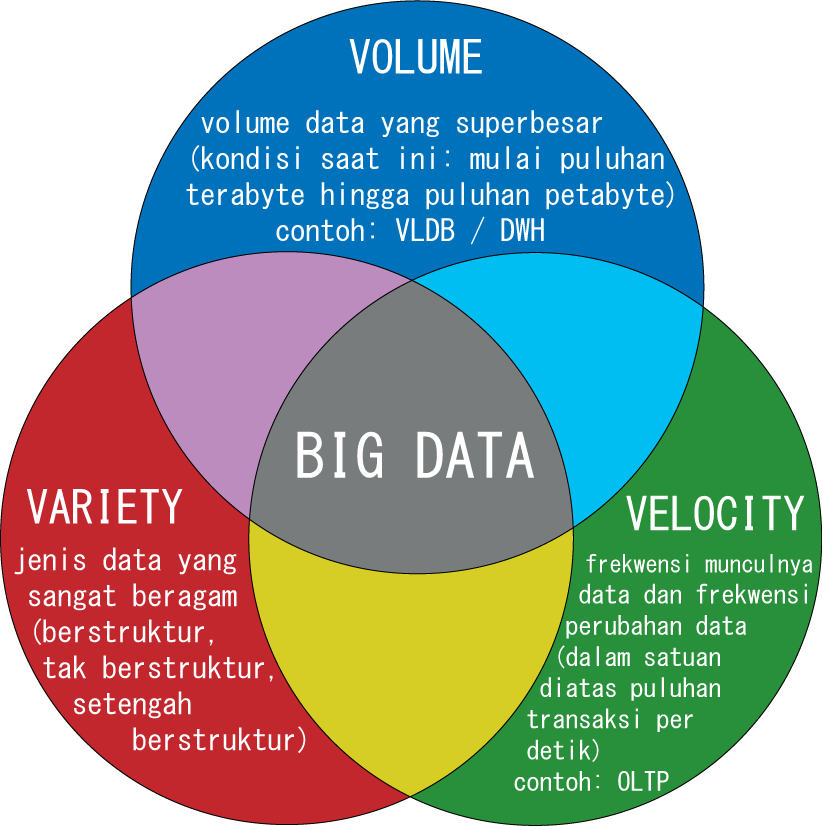 VOLUME
volume data yang superbesar
(kondisi saat ini: mulai puluhan
terabyte hingga puluhan petabyte)
contoh: VLDB / DWH
BIG DATA
VARIETY
jenis data yang
sangat beragam
(berstruktur,
tak berstruktur,
setengah
berstruktur)
VELOCITY
frekwensi munculnya
data dan frekwensi
perubahan data
(dalam satuan
diatas puluhan
transaksi per
detik)
contoh: OLTP